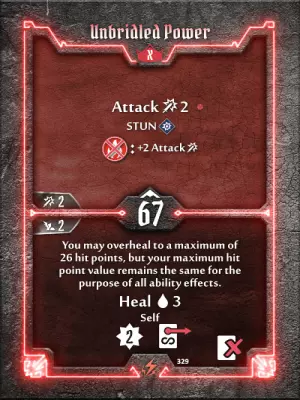 Unbridled Power
X
Attack 2
STUN
: +2 Attack
2
67
2
You may overheal to a maximum of
26 hit points, but your maximum hit
point value remains the same for the
purpose of all ability effects.
Heal 3
Self
2
329